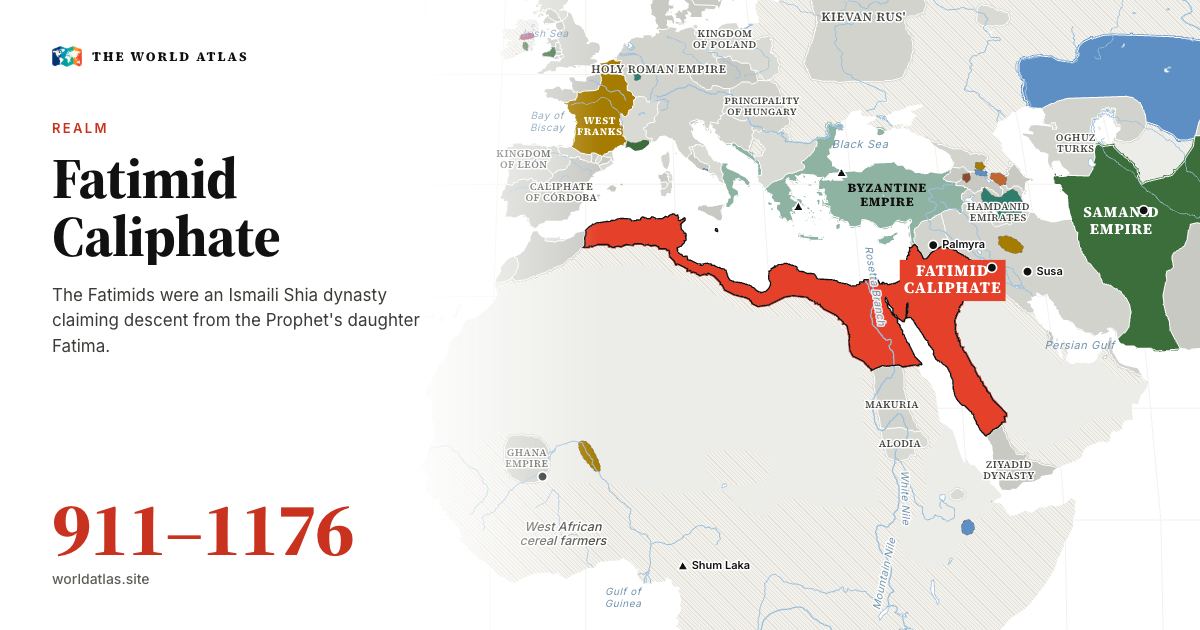 THE WORLD ATLAS
REALM
Fatimid
Caliphate
The Fatimids were an Ismaili Shia dynasty
claiming descent from the Prophet's daughter
Fatima.
911–1176
worldatlas.site
KIEVAN RUS'
KINGDOM
OF POLAND
HOLY ROMAN EMPIRE
PRINCIPALITY
OF HUNGARY
Bay of
Biscay
WEST
FRANKS
KINGDOM
OF LEÓN
CALIPHATE
OF CÓRDOBA
Black Sea
BYZANTINE
EMPIRE
OGHUZ
TURKS
HAMDANID
EMIRATES
SAMANID
EMPIRE
Palmyra
Susa
FATIMID
CALIPHATE
Rosetta Branch
Persian Gulf
MAKURIA
ALODIA
ZIYADID
DYNASTY
GHANA
EMPIRE
White Nile
West African
cereal farmers
Shum Laka
Mountain Nile
Gulf of
Guinea